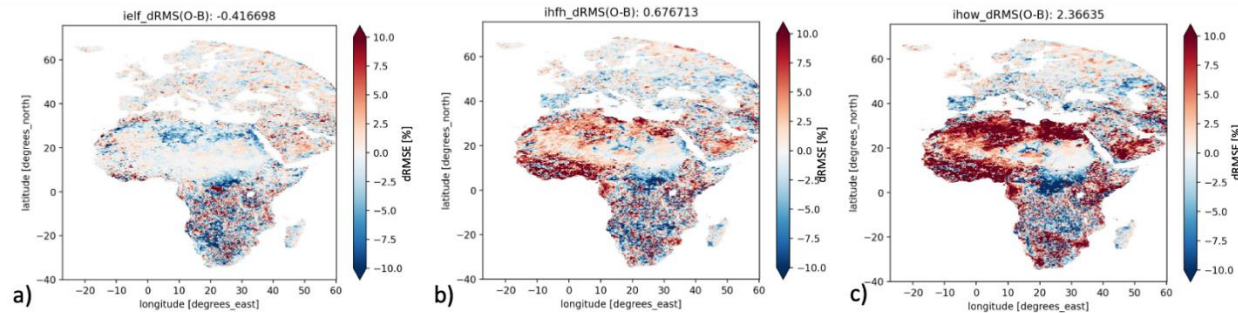 ielf_dRMS(O-B): -0.416698
60
40
20
0
−20
−40
latitude [degrees_north]
−20 −10 0 10 20 30 40 50 60
longitude [degrees_east]
10.0
7.5
5.0
2.5
0.0
−2.5
−5.0
−7.5
−10.0
dRMSE [%]
a)
ihfh_dRMS(O-B): 0.676713
60
40
20
0
−20
−40
latitude [degrees_north]
−20 −10 0 10 20 30 40 50 60
longitude [degrees_east]
10.0
7.5
5.0
2.5
0.0
−2.5
−5.0
−7.5
−10.0
dRMSE [%]
b)
ihow_dRMS(O-B): 2.36635
60
40
20
0
−20
−40
latitude [degrees_north]
−20 −10 0 10 20 30 40 50 60
longitude [degrees_east]
10.0
7.5
5.0
2.5
0.0
−2.5
−5.0
−7.5
−10.0
dRMSE [%]
c)